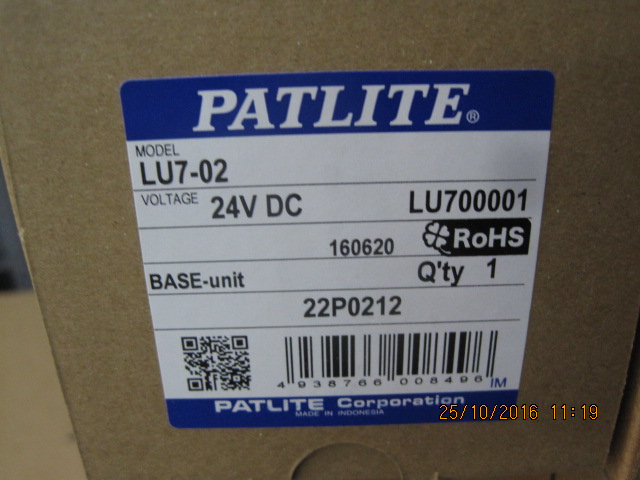 PATLITE®
MODEL
LU7-02
VOLTAGE 24V DC LU700001
160620 RoHS
BASE-unit Q'ty 1
22P0212
4 938766 008496 IM
PATLITE Corporation
MADE IN INDONESIA
25/10/2016 11:19